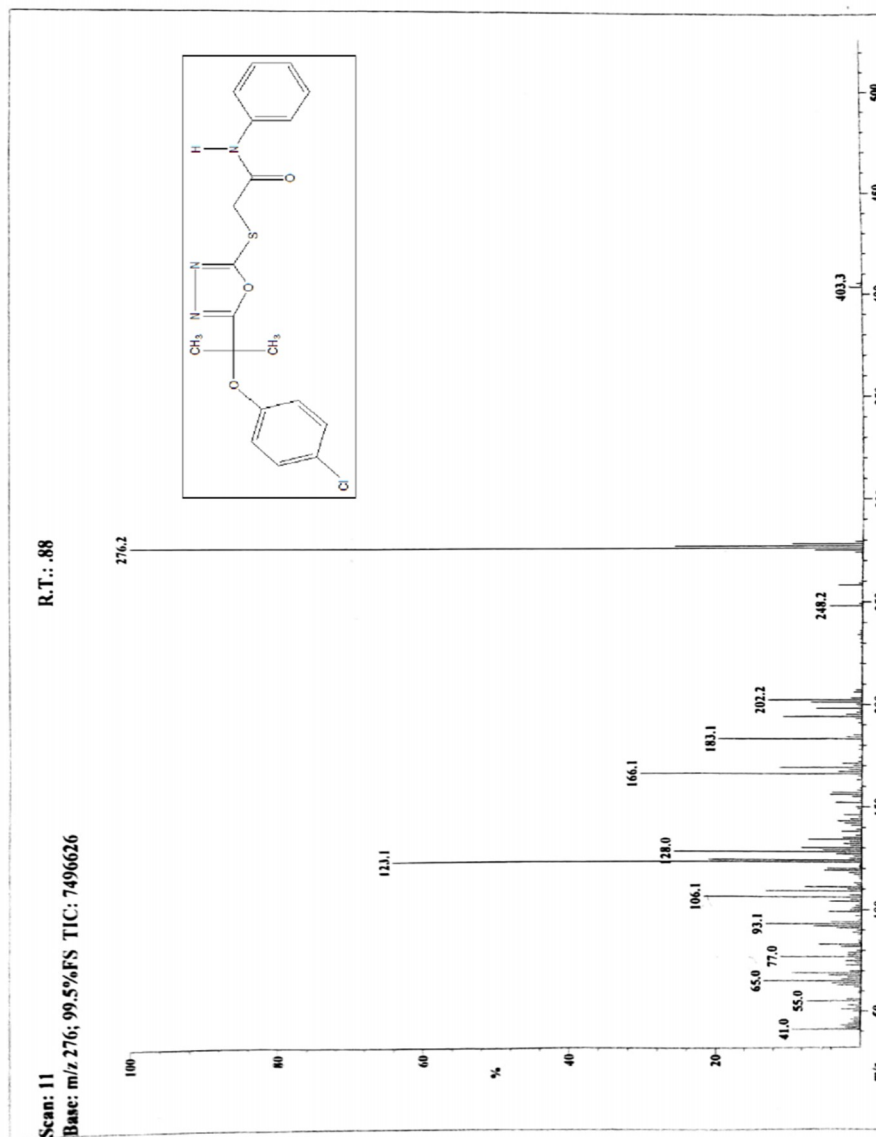 Scan: 11
R.T.: .88
Base: m/z 276; 99.5%FS TIC: 7496626
100
80
60
%
40
20
276.2
403.3
248.2
202.2
183.1
166.1
128.0
123.1
106.1
93.1
77.0
65.0
55.0
41.0
Cl
O
CH₃
CH₃
N
N
O
S
O
N
H